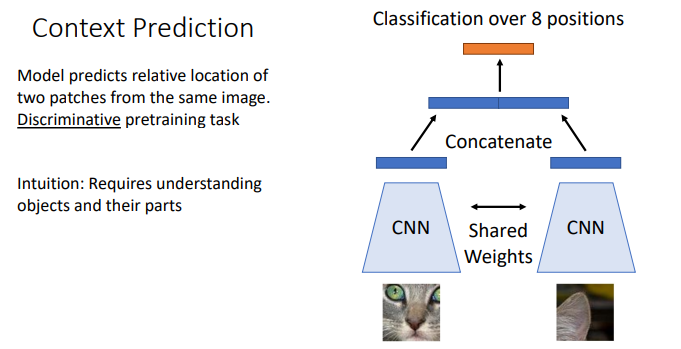 Context Prediction
Model predicts relative location of
two patches from the same image.
Discriminative pretraining task
Intuition: Requires understanding
objects and their parts
Classification over 8 positions
Concatenate
CNN
Shared
Weights
CNN